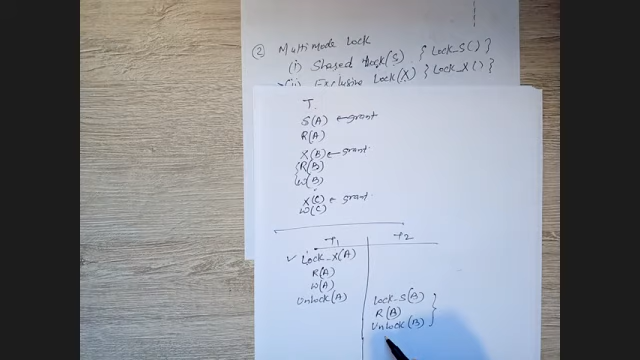 ② Multimode Lock
(i) Shared Lock(S) { Lock_S() }
(ii) Exclusive Lock(X) { Lock_X() }
T
S(A) ← grant
R(A)
X(B) ← grant
R(B)
W(B)
X(C) ← grant
W(C)
T1 T2
✓ Lock_X(A)
R(A)
W(A)
Unlock(A)
Lock_S(B)
R(B)
Unlock(B)